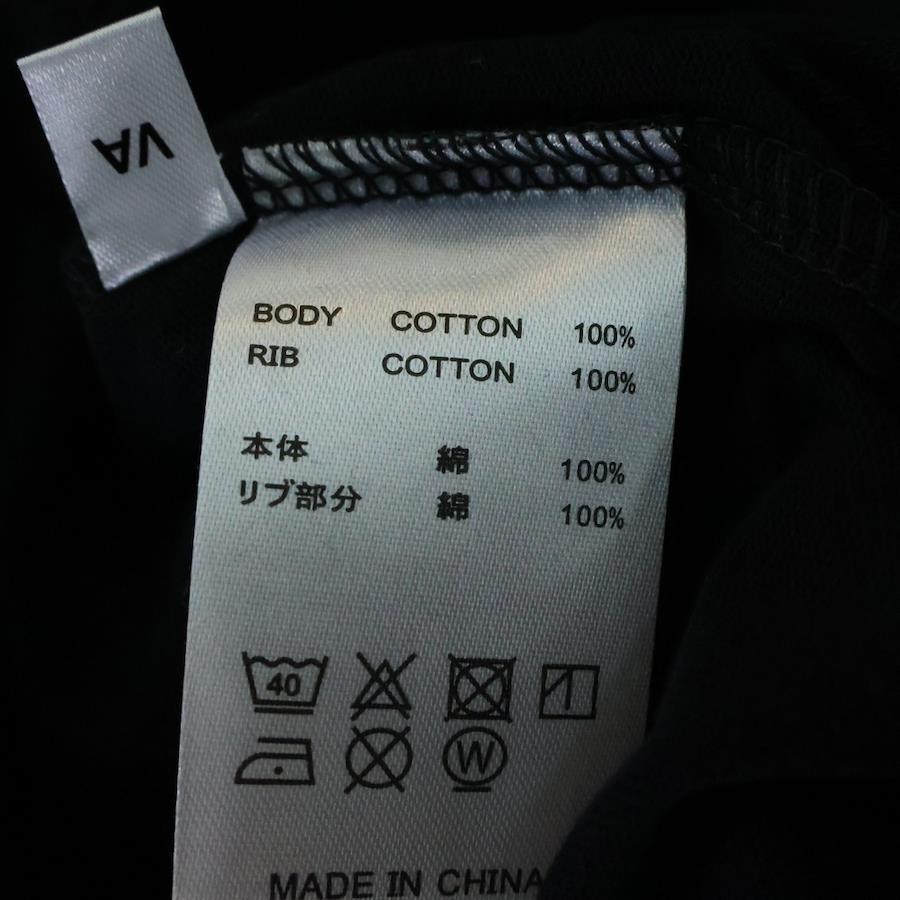 VA
BODY COTTON 100%
RIB COTTON 100%
本体 綿 100%
リブ部分 綿 100%
40
W
MADE IN CHINA